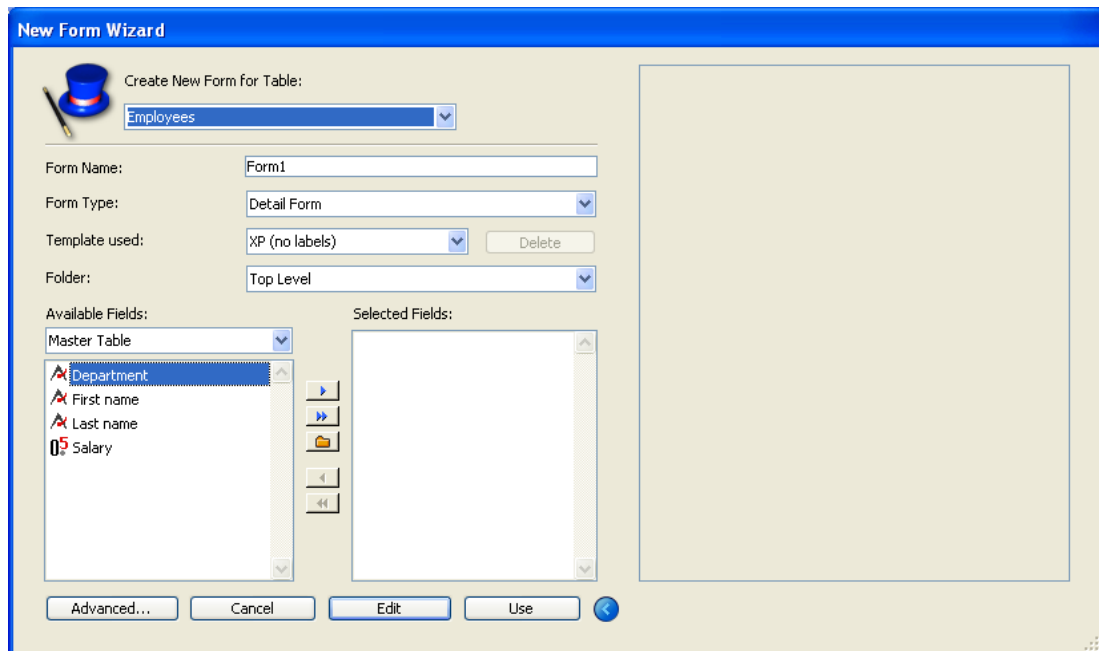 New Form Wizard
Create New Form for Table:
Employees
Form Name:
Form1
Form Type:
Detail Form
Template used:
XP (no labels)
Delete
Folder:
Top Level
Available Fields:
Selected Fields:
Master Table
Department
First name
Last name
0.5 Salary
Advanced...
Cancel
Edit
Use